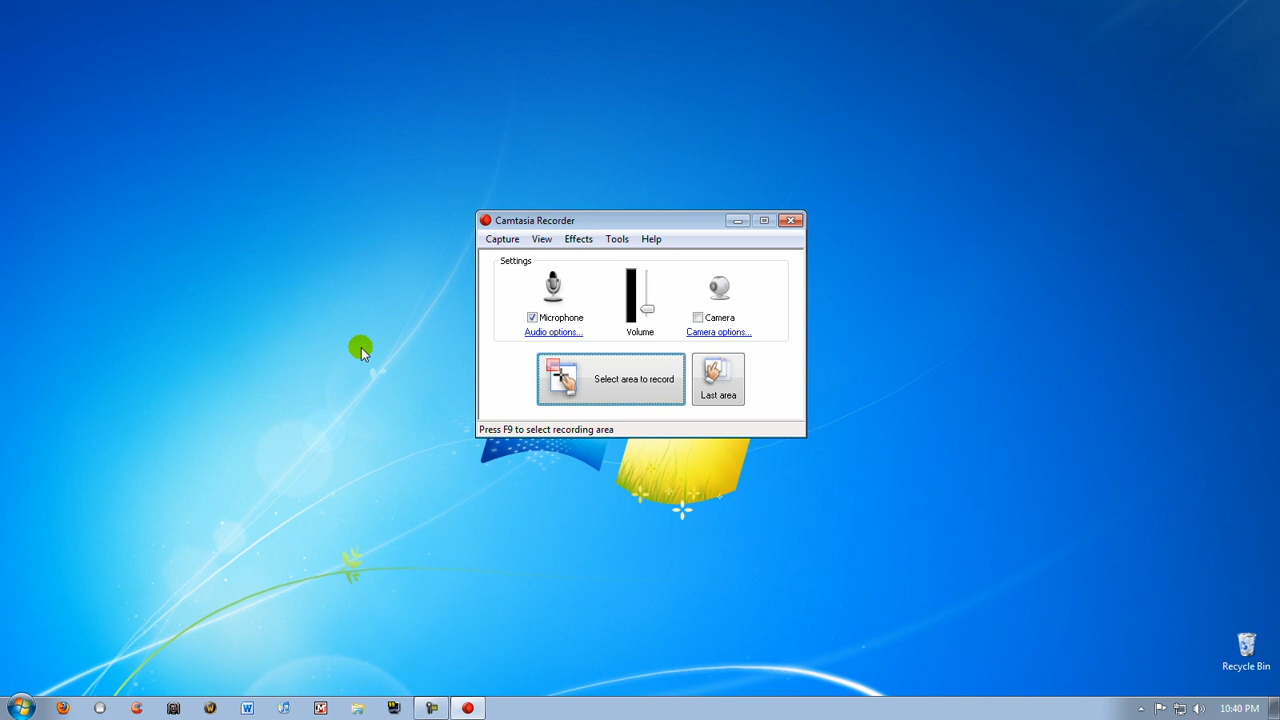 Camtasia Recorder
Capture View Effects Tools Help
Settings
Microphone
Camera
Audio options...
Volume
Camera options...
Select area to record
Last area
Press F9 to select recording area
Recycle Bin
W
10:40 PM